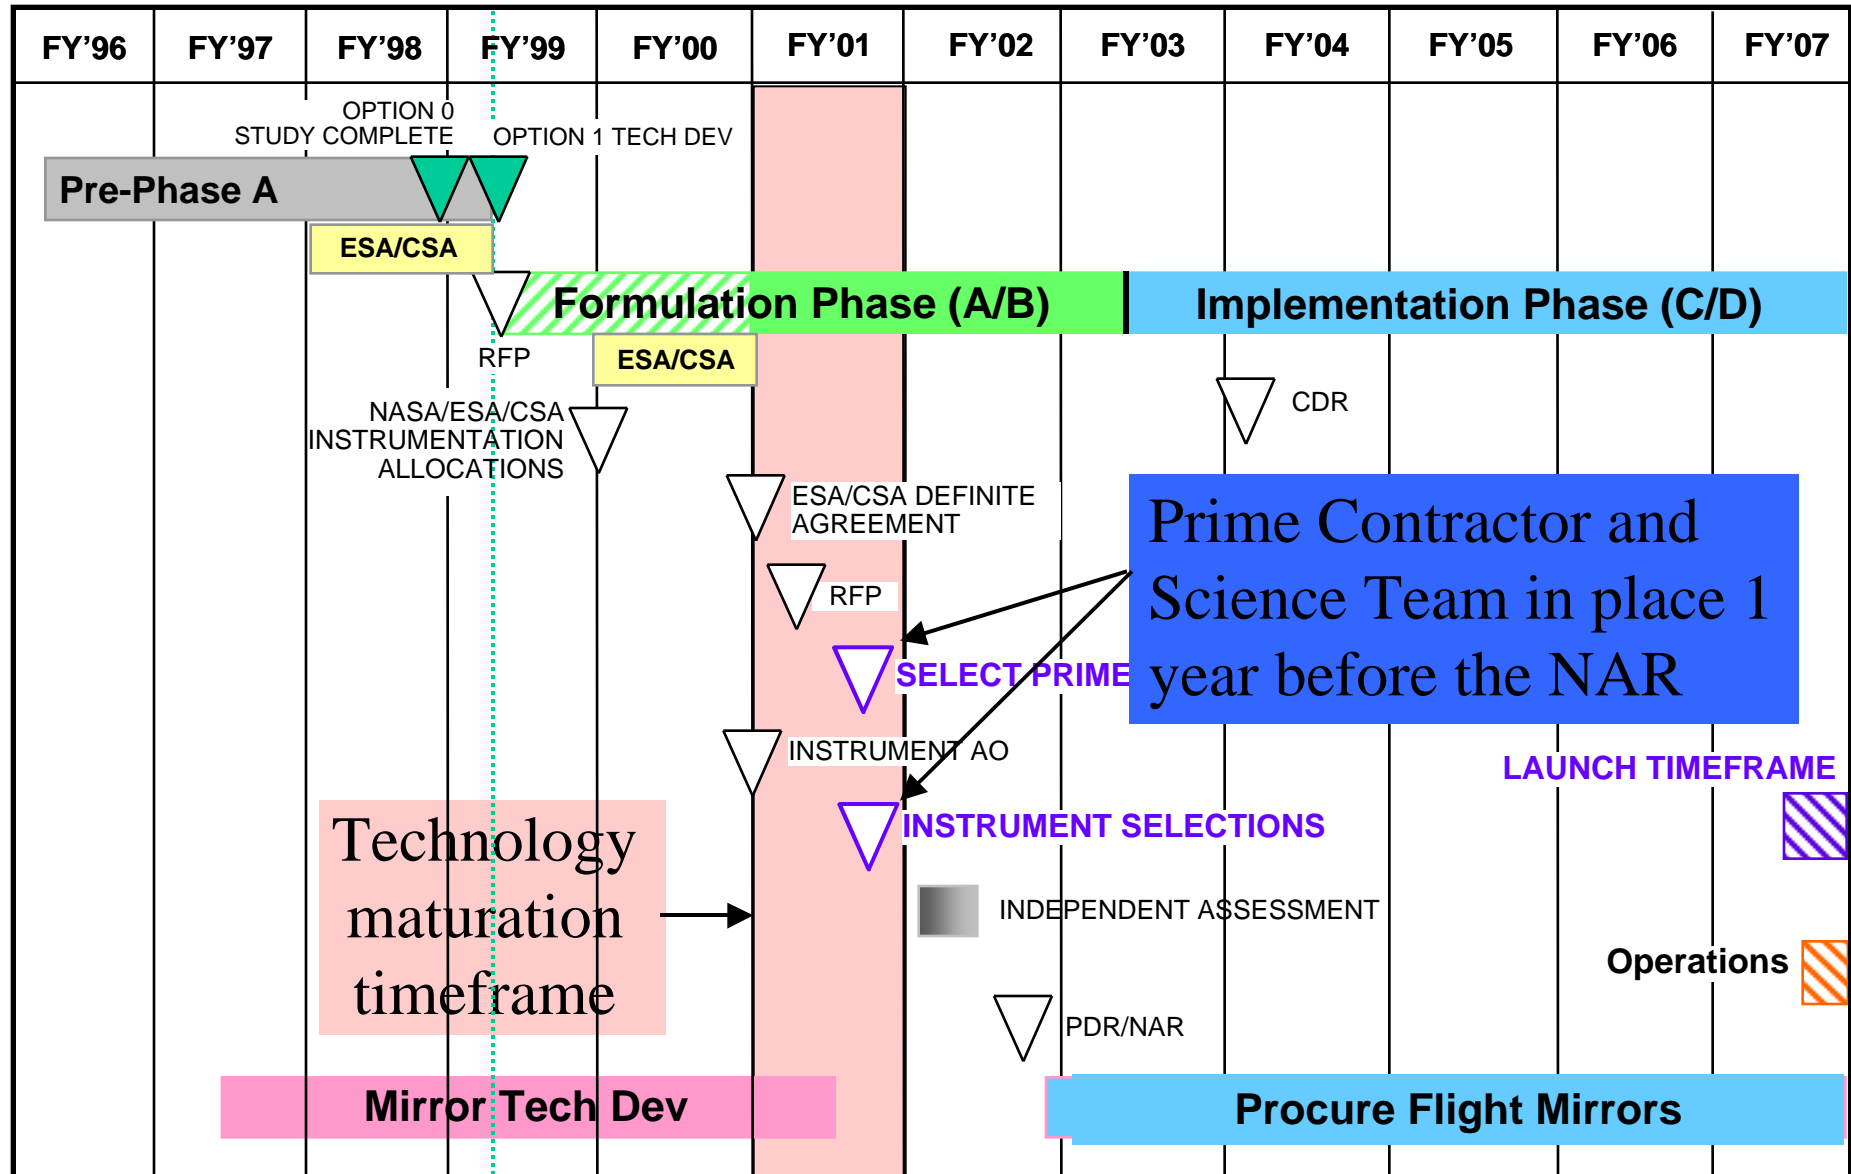 FY'96 FY'97 FY'98 FY'99 FY'00 FY'01 FY'02 FY'03 FY'04 FY'05 FY'06 FY'07
OPTION 0
STUDY COMPLETE
OPTION 1 TECH DEV
Pre-Phase A
ESA/CSA
Formulation Phase (A/B)
Implementation Phase (C/D)
RFP
ESA/CSA
NASA/ESA/CSA
INSTRUMENTATION
ALLOCATIONS
CDR
ESA/CSA DEFINITE
AGREEMENT
Prime Contractor and
Science Team in place 1
year before the NAR
RFP
SELECT PRIME
INSTRUMENT AO
LAUNCH TIMEFRAME
Technology
maturation
timeframe
INSTRUMENT SELECTIONS
INDEPENDENT ASSESSMENT
Operations
PDR/NAR
Mirror Tech Dev
Procure Flight Mirrors